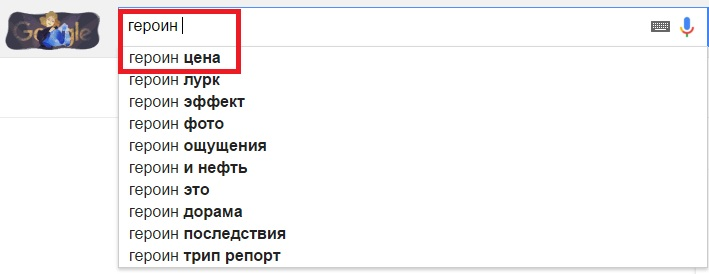 Google
героин
героин цена
героин лурк
героин эффект
героин фото
героин ощущения
героин и нефть
героин это
героин дорама
героин последствия
героин трип репорт